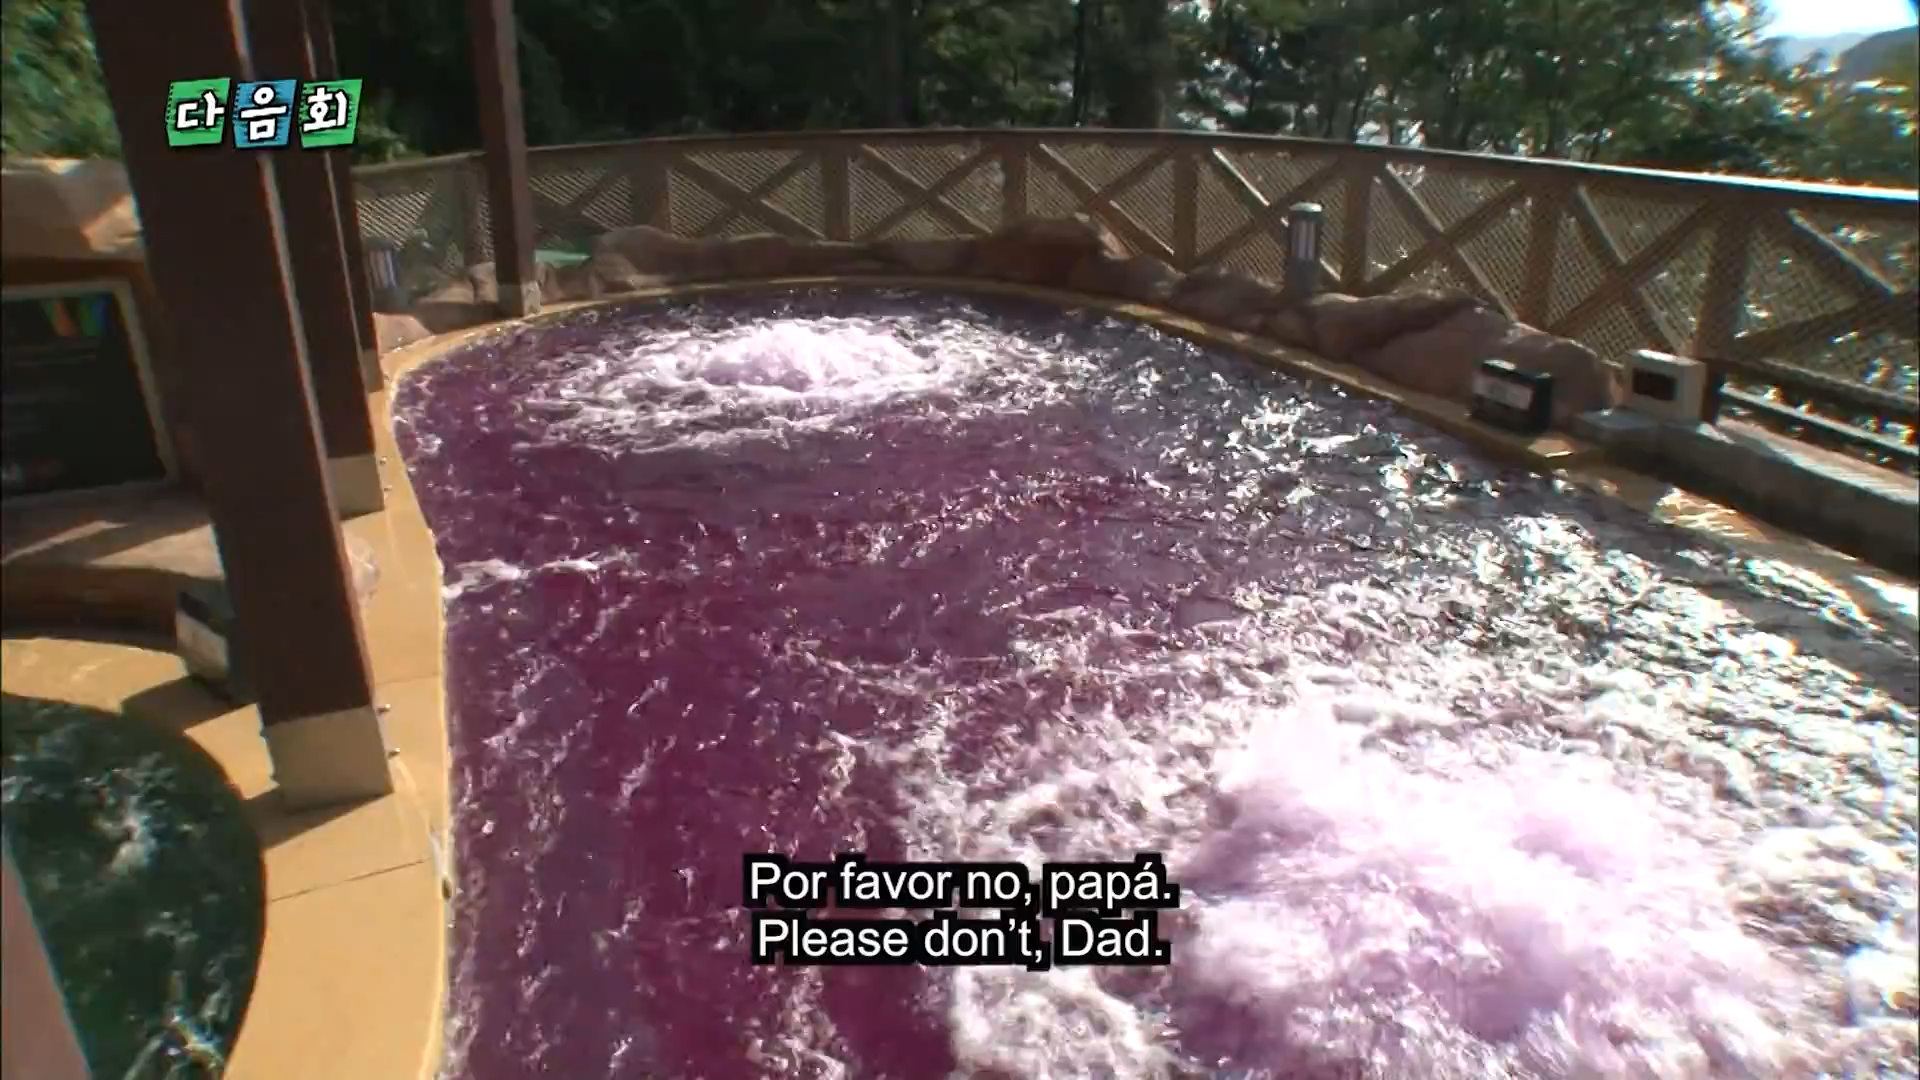 다음회
Por favor no, papá.
Please don't, Dad.